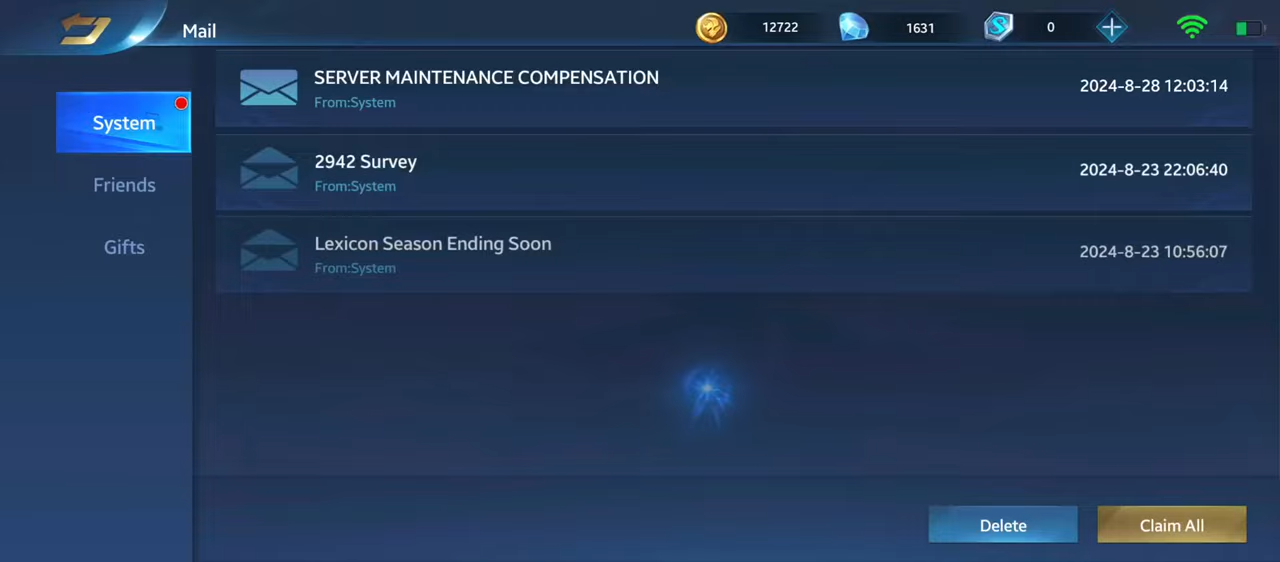 Mail
12722
1631
0
System
Friends
Gifts
SERVER MAINTENANCE COMPENSATION
From:System
2024-8-28 12:03:14
2942 Survey
From:System
2024-8-23 22:06:40
Lexicon Season Ending Soon
From:System
2024-8-23 10:56:07
Delete
Claim All